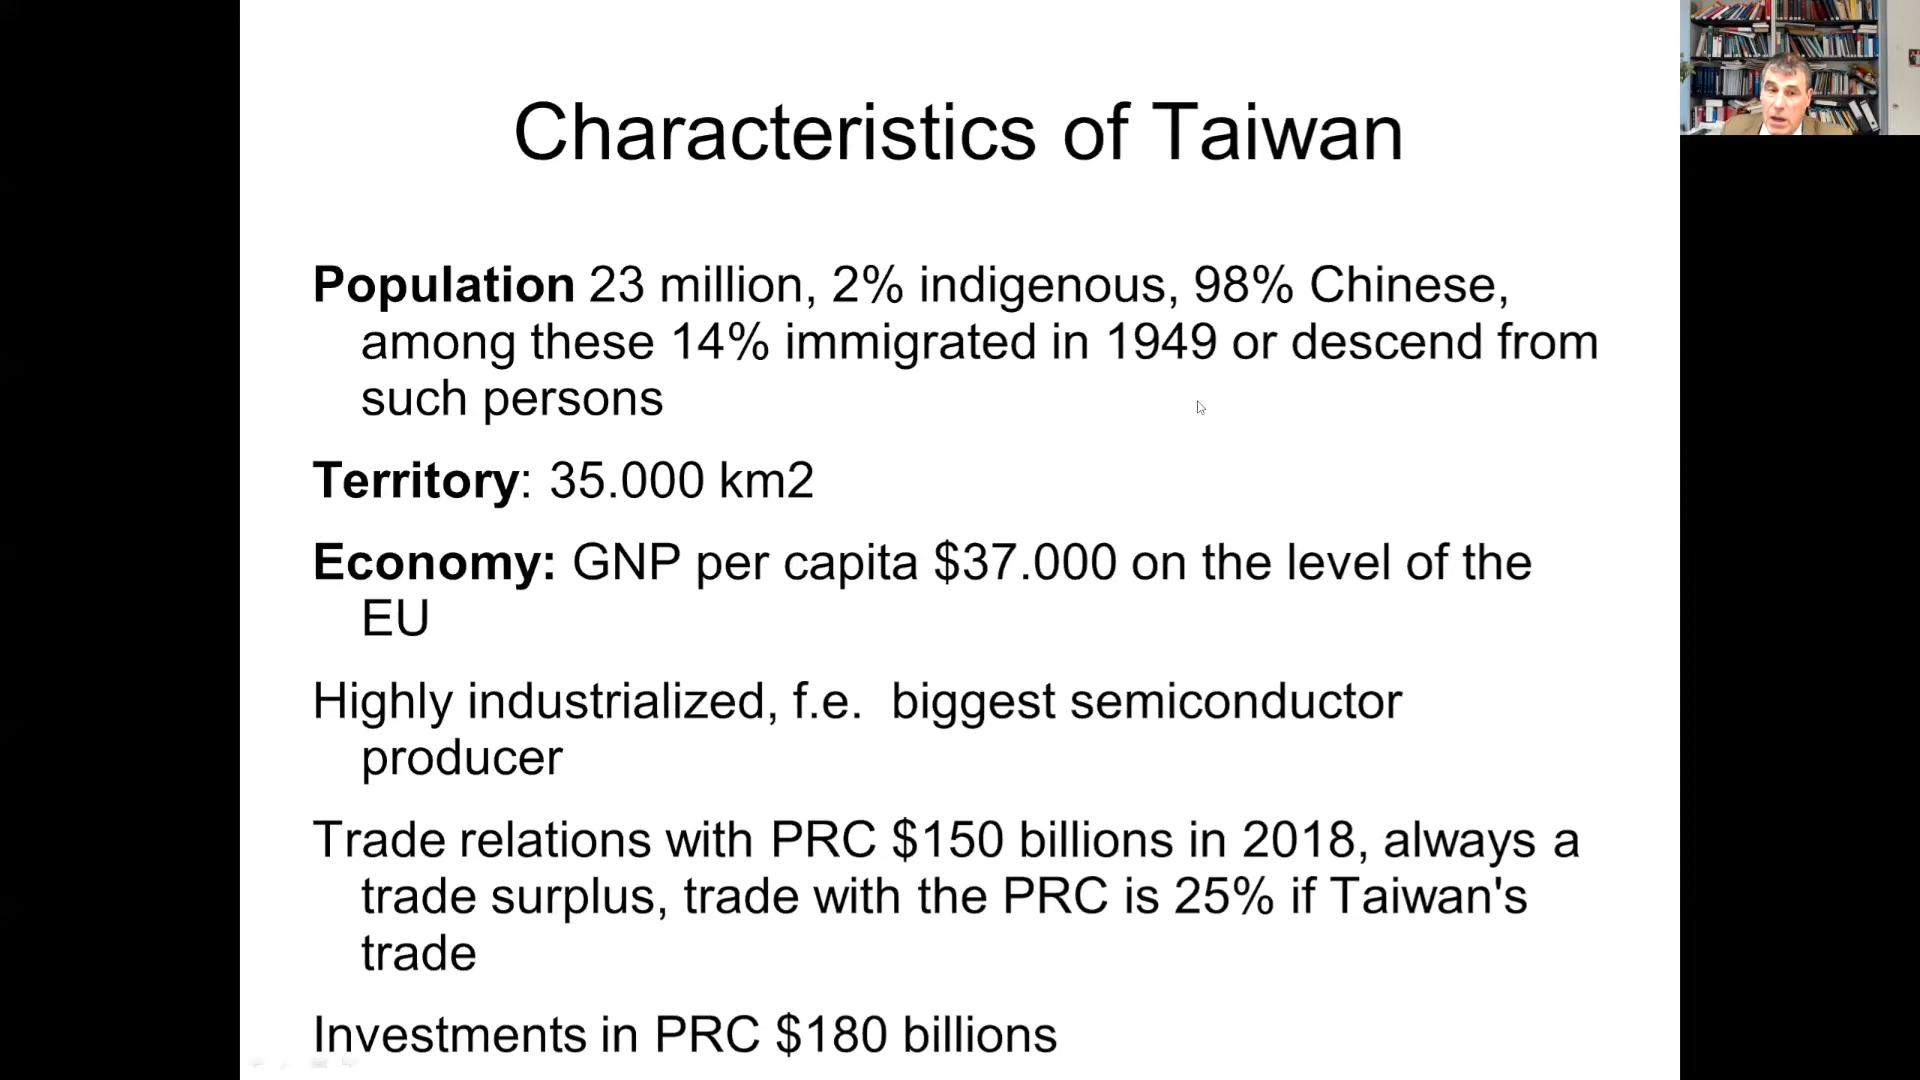 Characteristics of Taiwan
Population 23 million, 2% indigenous, 98% Chinese,
among these 14% immigrated in 1949 or descend from
such persons
Territory: 35.000 km2
Economy: GNP per capita $37.000 on the level of the
EU
Highly industrialized, f.e.  biggest semiconductor
producer
Trade relations with PRC $150 billions in 2018, always a
trade surplus, trade with the PRC is 25% if Taiwan's
trade
Investments in PRC $180 billions